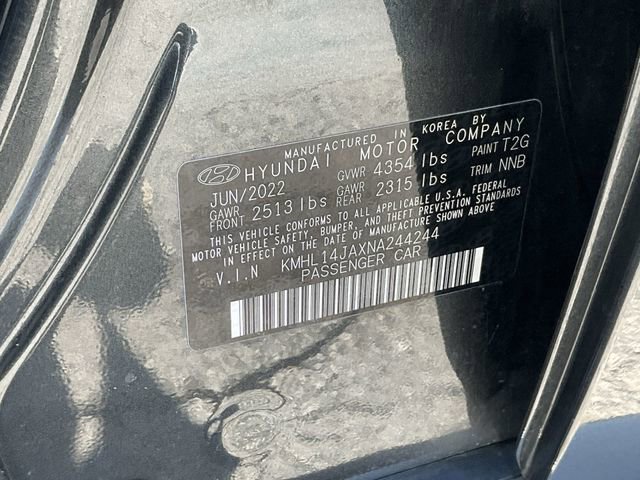 MANUFACTURED IN KOREA BY
HYUNDAI MOTOR COMPANY
JUN/2022 GVWR 4354 lbs PAINT T2G
GAWR FRONT 2513 lbs GAWR REAR 2315 lbs TRIM NNB
THIS VEHICLE CONFORMS TO ALL APPLICABLE U.S.A. FEDERAL
MOTOR VEHICLE SAFETY, BUMPER, AND THEFT PREVENTION STANDARDS
IN EFFECT ON THE DATE OF MANUFACTURE SHOWN ABOVE
V.I.N KMHL14JAXNA244244
PASSENGER CAR